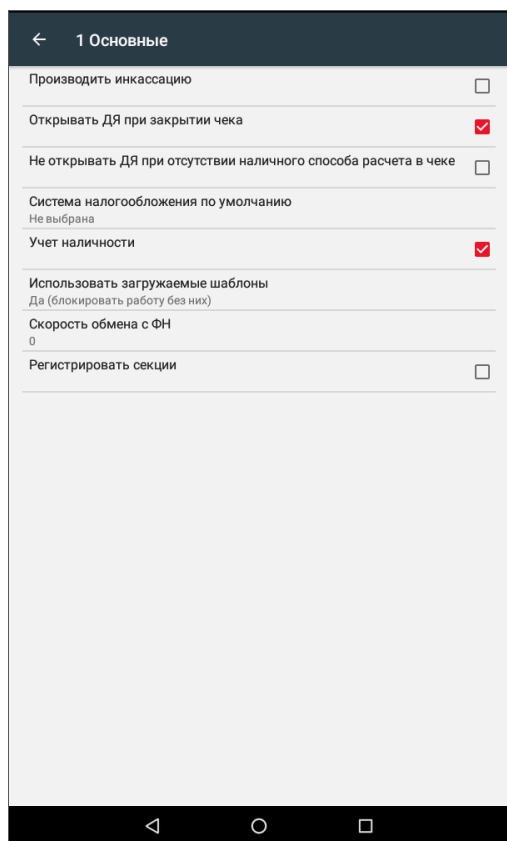 1 Основные
Производить инкассацию
Открывать ДЯ при закрытии чека
Не открывать ДЯ при отсутствии наличного способа расчета в чеке
Система налогообложения по умолчанию
Не выбрана
Учет наличности
Использовать загружаемые шаблоны
Да (блокировать работу без них)
Скорость обмена с ФН
0
Регистрировать секции